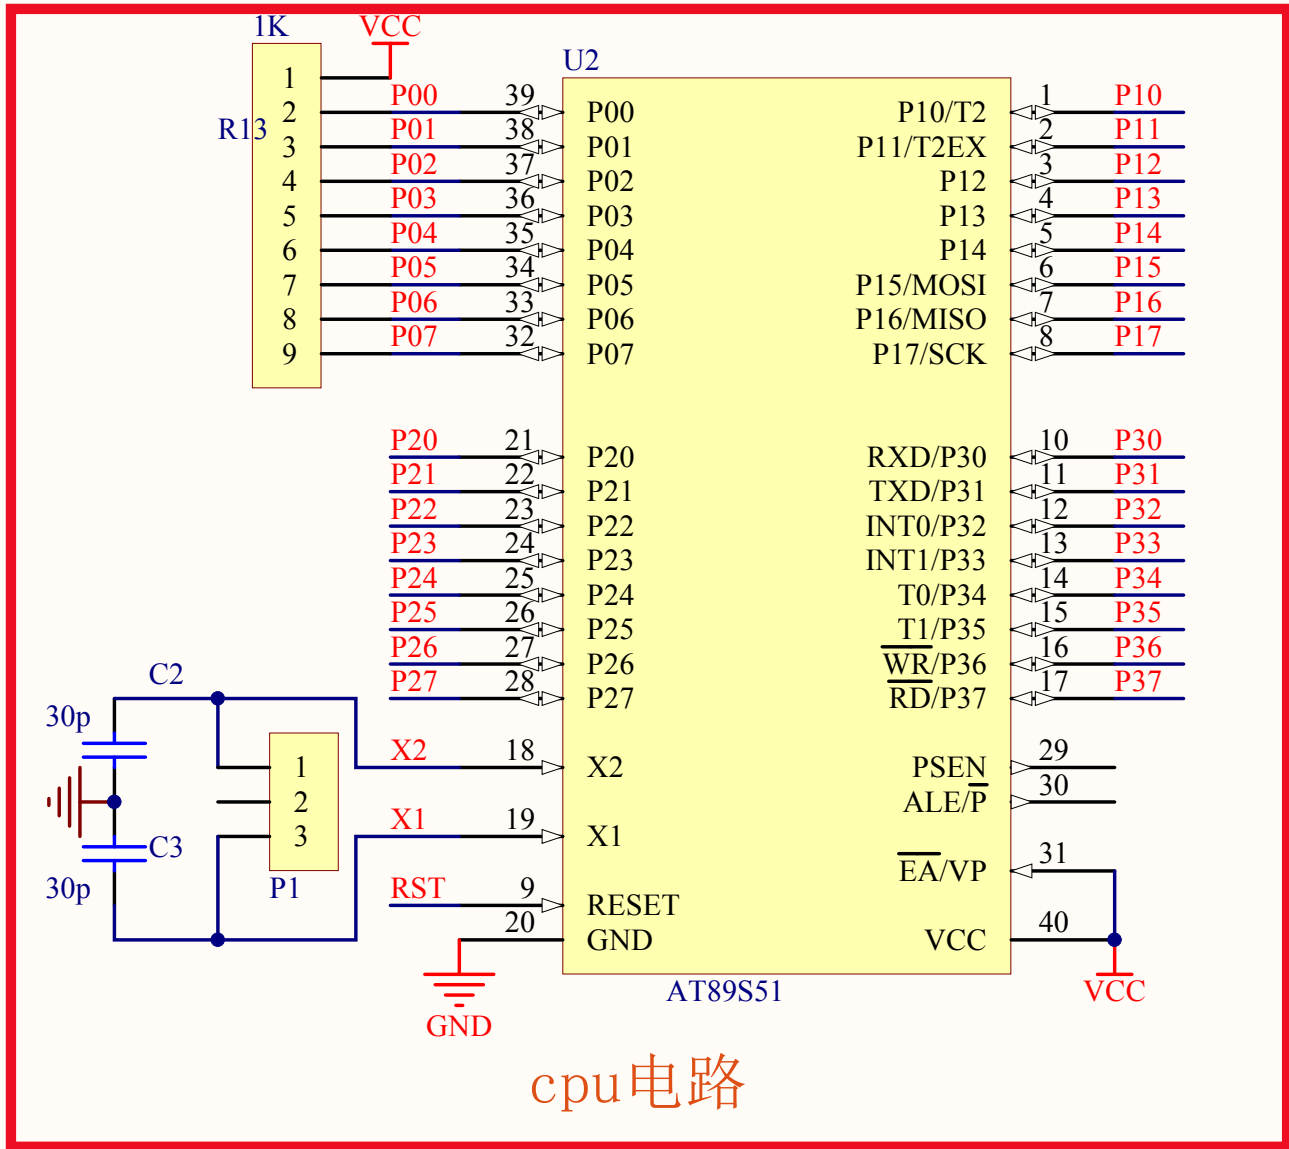 1K
VCC
U2
R13
1
2
3
4
5
6
7
8
9
P00 39 P00
P01 38 P01
P02 37 P02
P03 36 P03
P04 35 P04
P05 34 P05
P06 33 P06
P07 32 P07
P10/T2 1 P10
P11/T2EX 2 P11
P12 3 P12
P13 4 P13
P14 5 P14
P15/MOSI 6 P15
P16/MISO 7 P16
P17/SCK 8 P17
P20 21 P20
P21 22 P21
P22 23 P22
P23 24 P23
P24 25 P24
P25 26 P25
P26 27 P26
P27 28 P27
RXD/P30 10 P30
TXD/P31 11 P31
INT0/P32 12 P32
INT1/P33 13 P33
T0/P34 14 P34
T1/P35 15 P35
WR/P36 16 P36
RD/P37 17 P37
C2
30p
1
2
3
C3
30p
P1
X2 18 X2
X1 19 X1
RST 9 RESET
20 GND
GND
PSEN 29
ALE/P 30
EA/VP 31
VCC 40
VCC
AT89S51
cpu电路